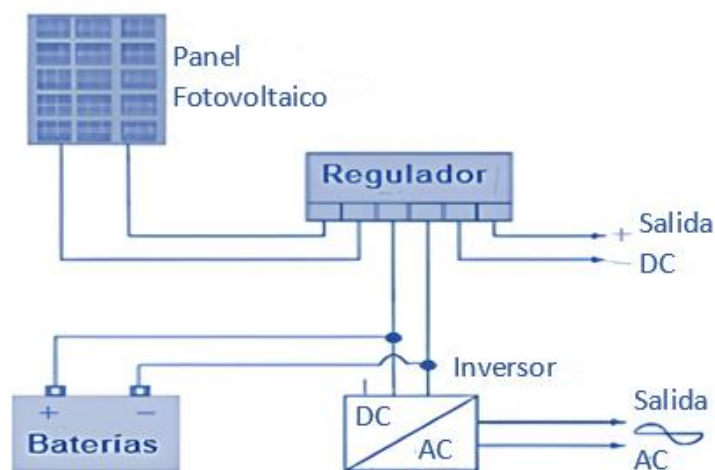 Panel
Fotovoltaico
Regulador
+ Salida
- DC
Inversor
+ -
Baterías
DC
AC
Salida
AC